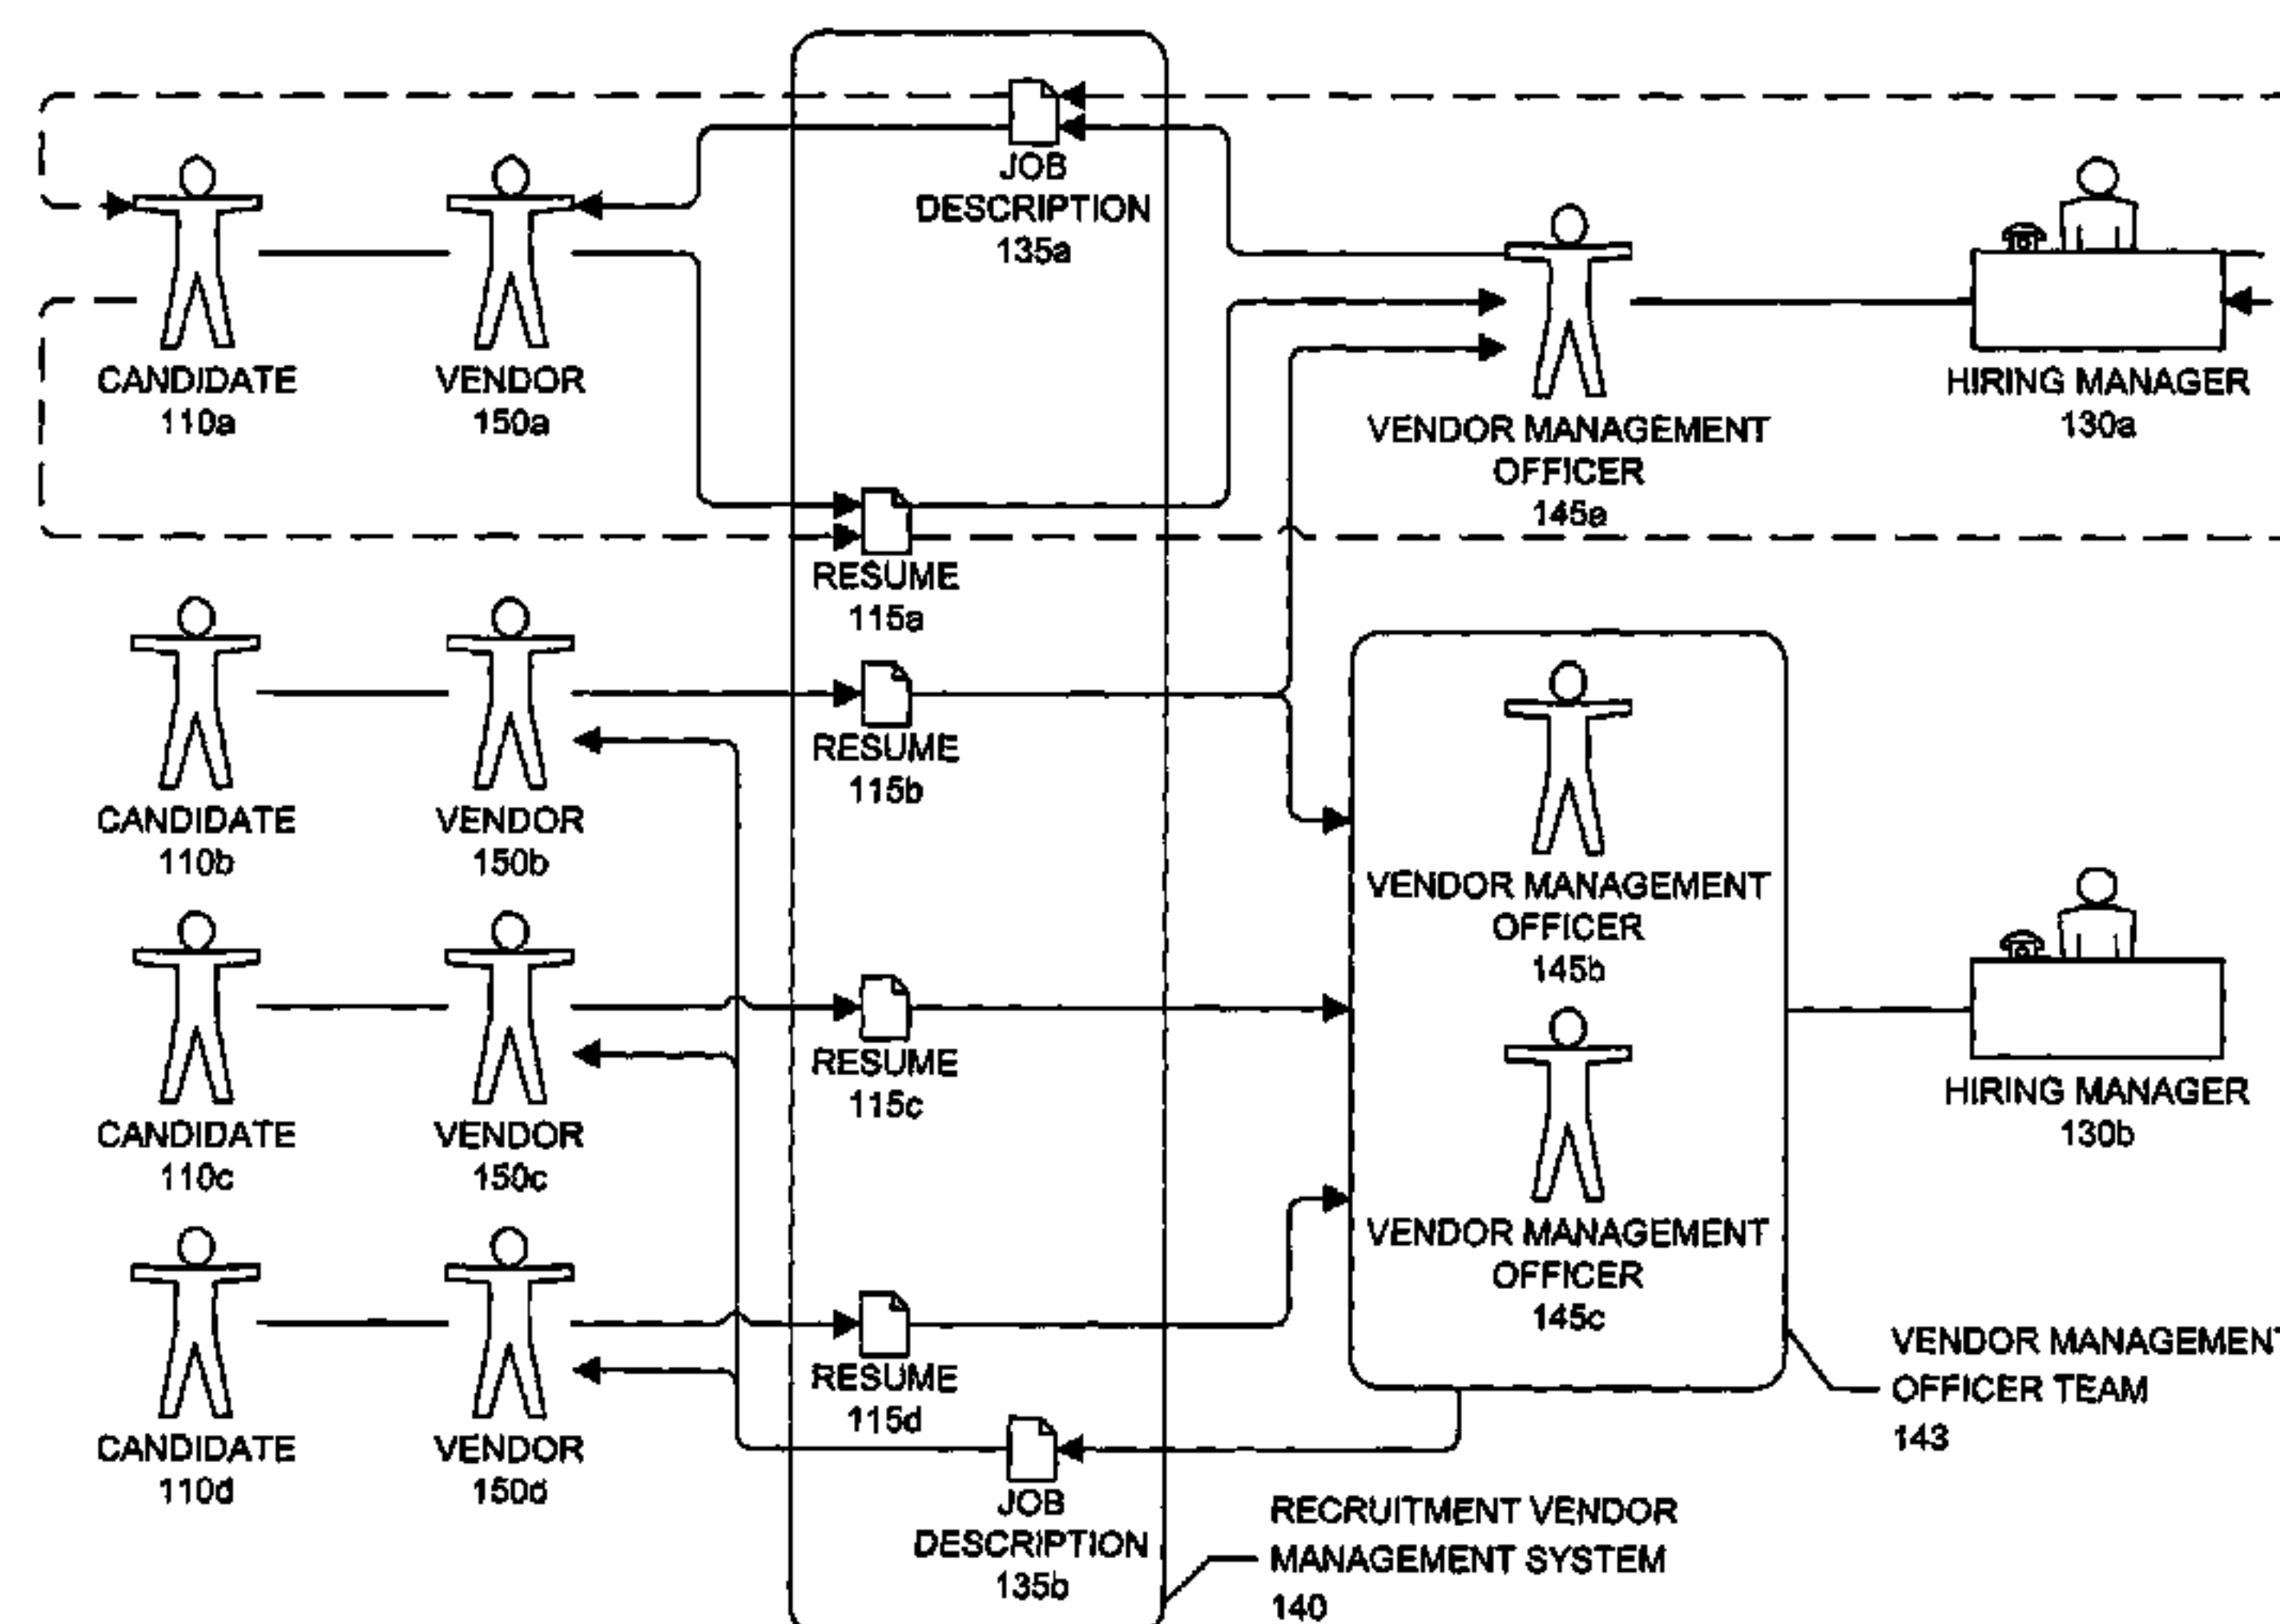 JOB
DESCRIPTION
135a
CANDIDATE
110a
VENDOR
150a
VENDOR MANAGEMENT
OFFICER
145a
HIRING MANAGER
130a
RESUME
115a
CANDIDATE
110b
VENDOR
150b
RESUME
115b
VENDOR MANAGEMENT
OFFICER
145b
CANDIDATE
110c
VENDOR
150c
RESUME
115c
HIRING MANAGER
130b
VENDOR MANAGEMENT
OFFICER
145c
CANDIDATE
110d
VENDOR
150d
RESUME
115d
VENDOR MANAGEMENT
OFFICER TEAM
143
JOB
DESCRIPTION
135b
RECRUITMENT VENDOR
MANAGEMENT SYSTEM
140